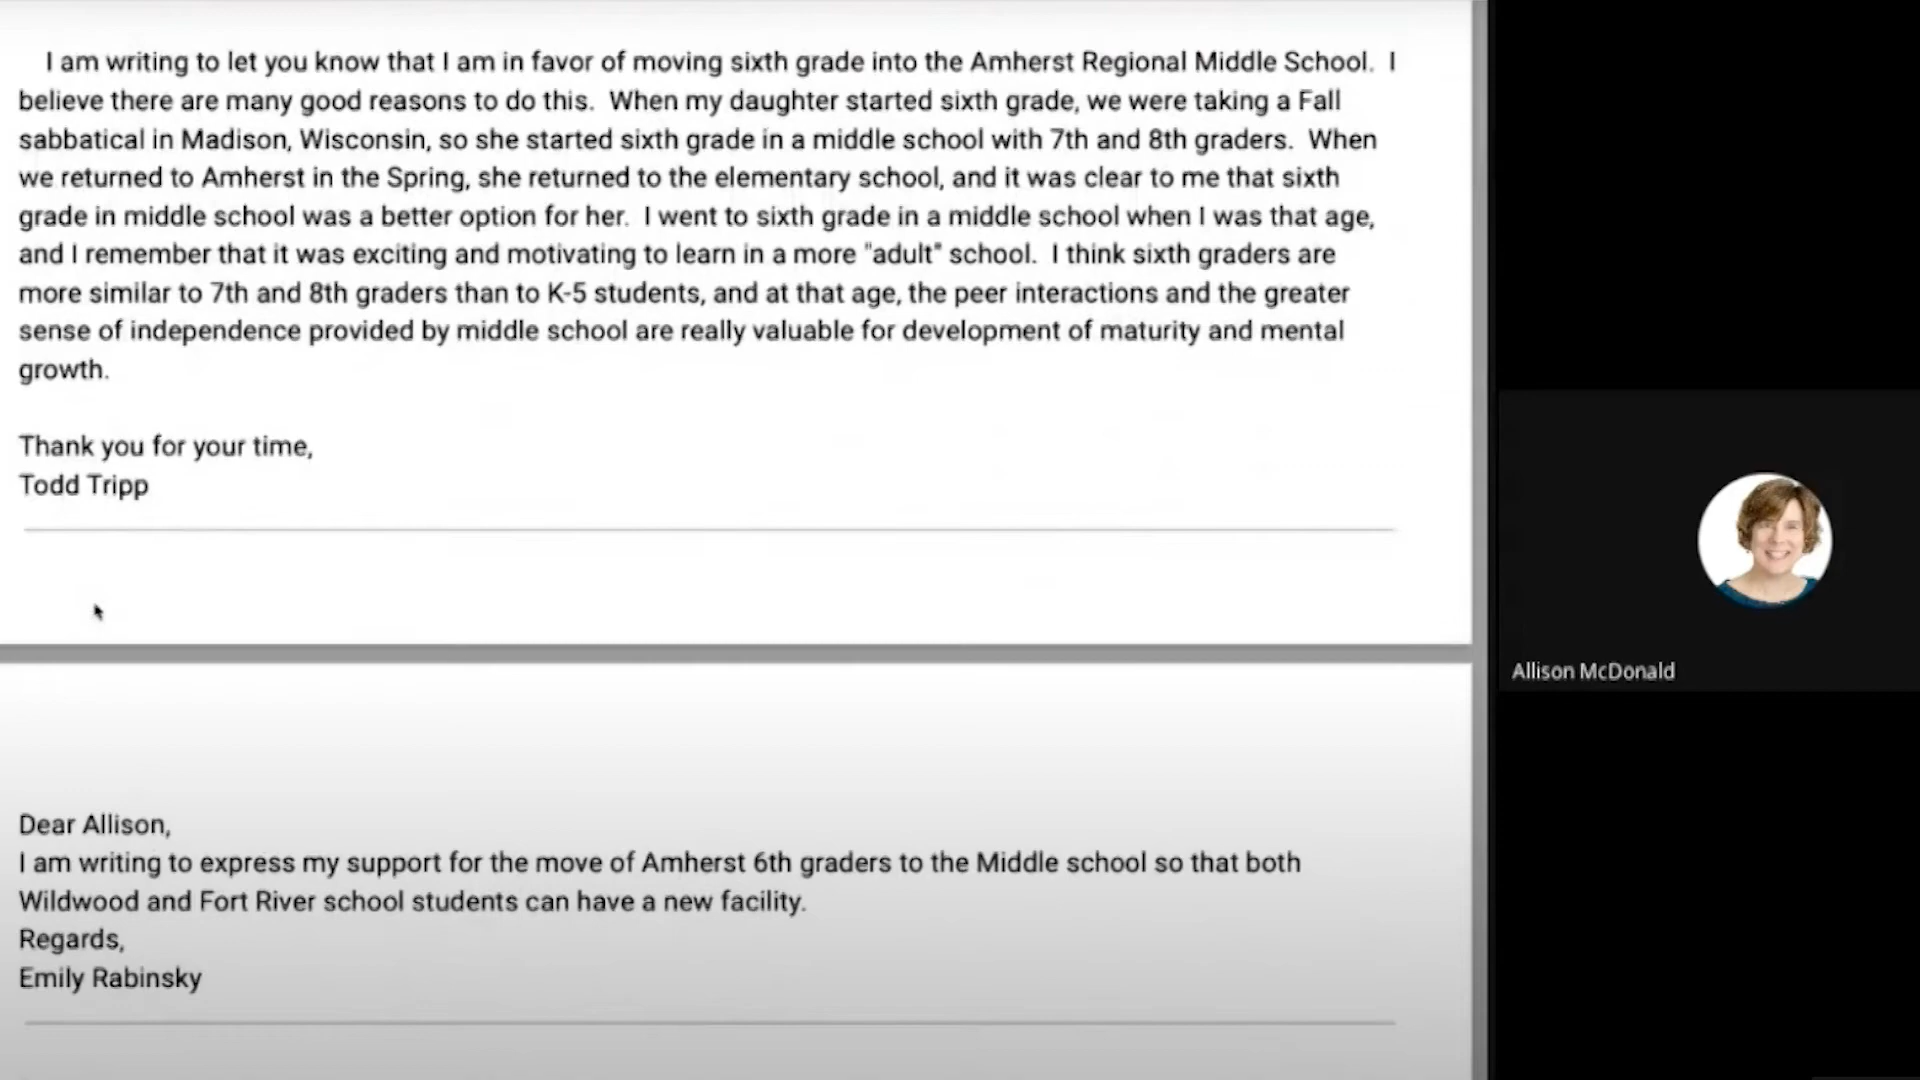 I am writing to let you know that I am in favor of moving sixth grade into the Amherst Regional Middle School.  I
believe there are many good reasons to do this.  When my daughter started sixth grade, we were taking a Fall
sabbatical in Madison, Wisconsin, so she started sixth grade in a middle school with 7th and 8th graders.  When
we returned to Amherst in the Spring, she returned to the elementary school, and it was clear to me that sixth
grade in middle school was a better option for her.  I went to sixth grade in a middle school when I was that age,
and I remember that it was exciting and motivating to learn in a more "adult" school.  I think sixth graders are
more similar to 7th and 8th graders than to K-5 students, and at that age, the peer interactions and the greater
sense of independence provided by middle school are really valuable for development of maturity and mental
growth.
Thank you for your time,
Todd Tripp
Dear Allison,
I am writing to express my support for the move of Amherst 6th graders to the Middle school so that both
Wildwood and Fort River school students can have a new facility.
Regards,
Emily Rabinsky
Allison McDonald